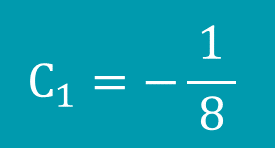 C₁ = −1/8